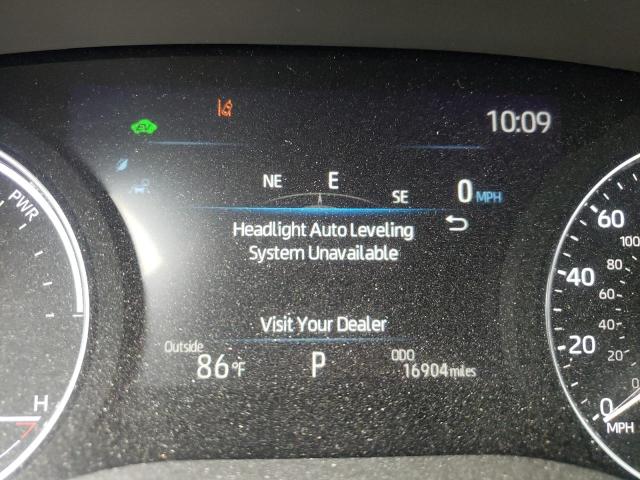 EV
10:09
PWR
NE E SE
0 MPH
Headlight Auto Leveling
System Unavailable
Visit Your Dealer
Outside
86°F
P
ODO
16904 miles
H
60
100
80
40
60
40
20
20
0
0
MPH